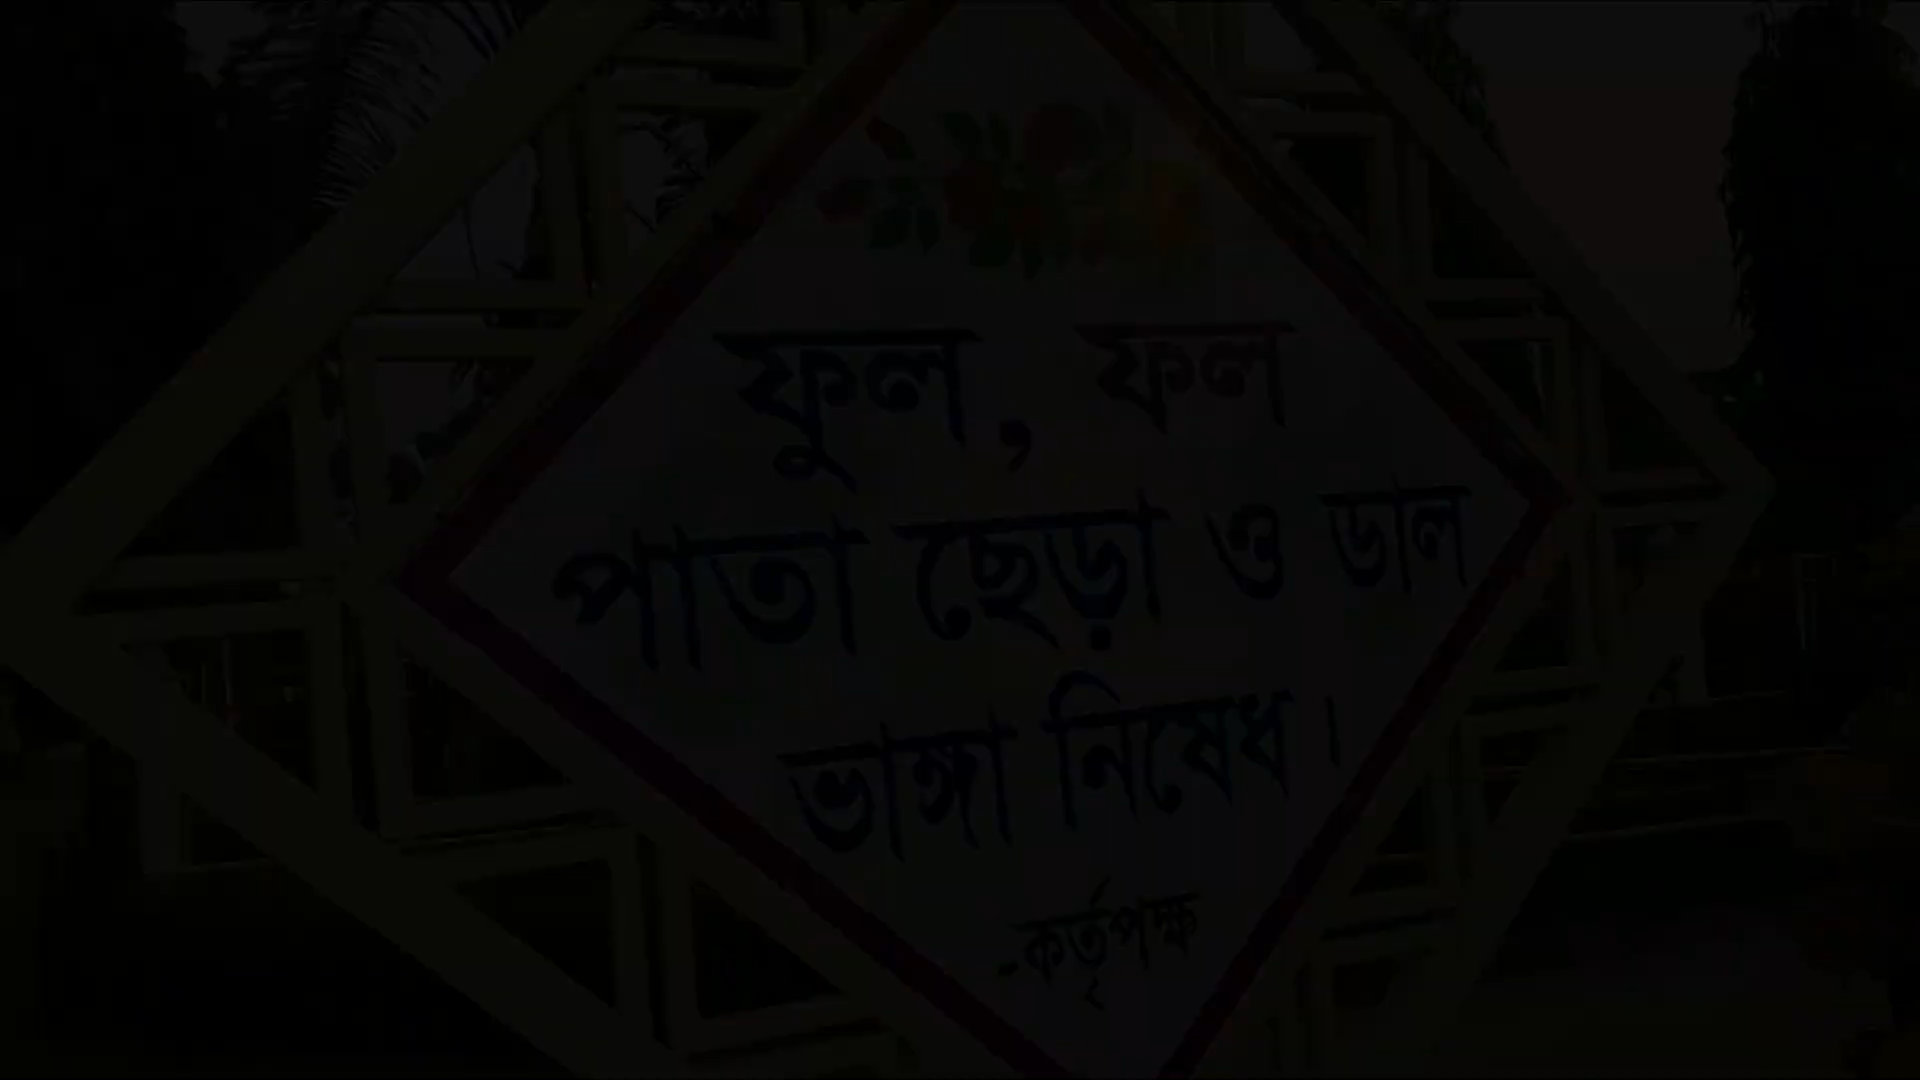 ফুল, ফল
পাতা ছেড়া ও ডাল
ভাঙ্গা নিষেধ।
-কর্তৃপক্ষ